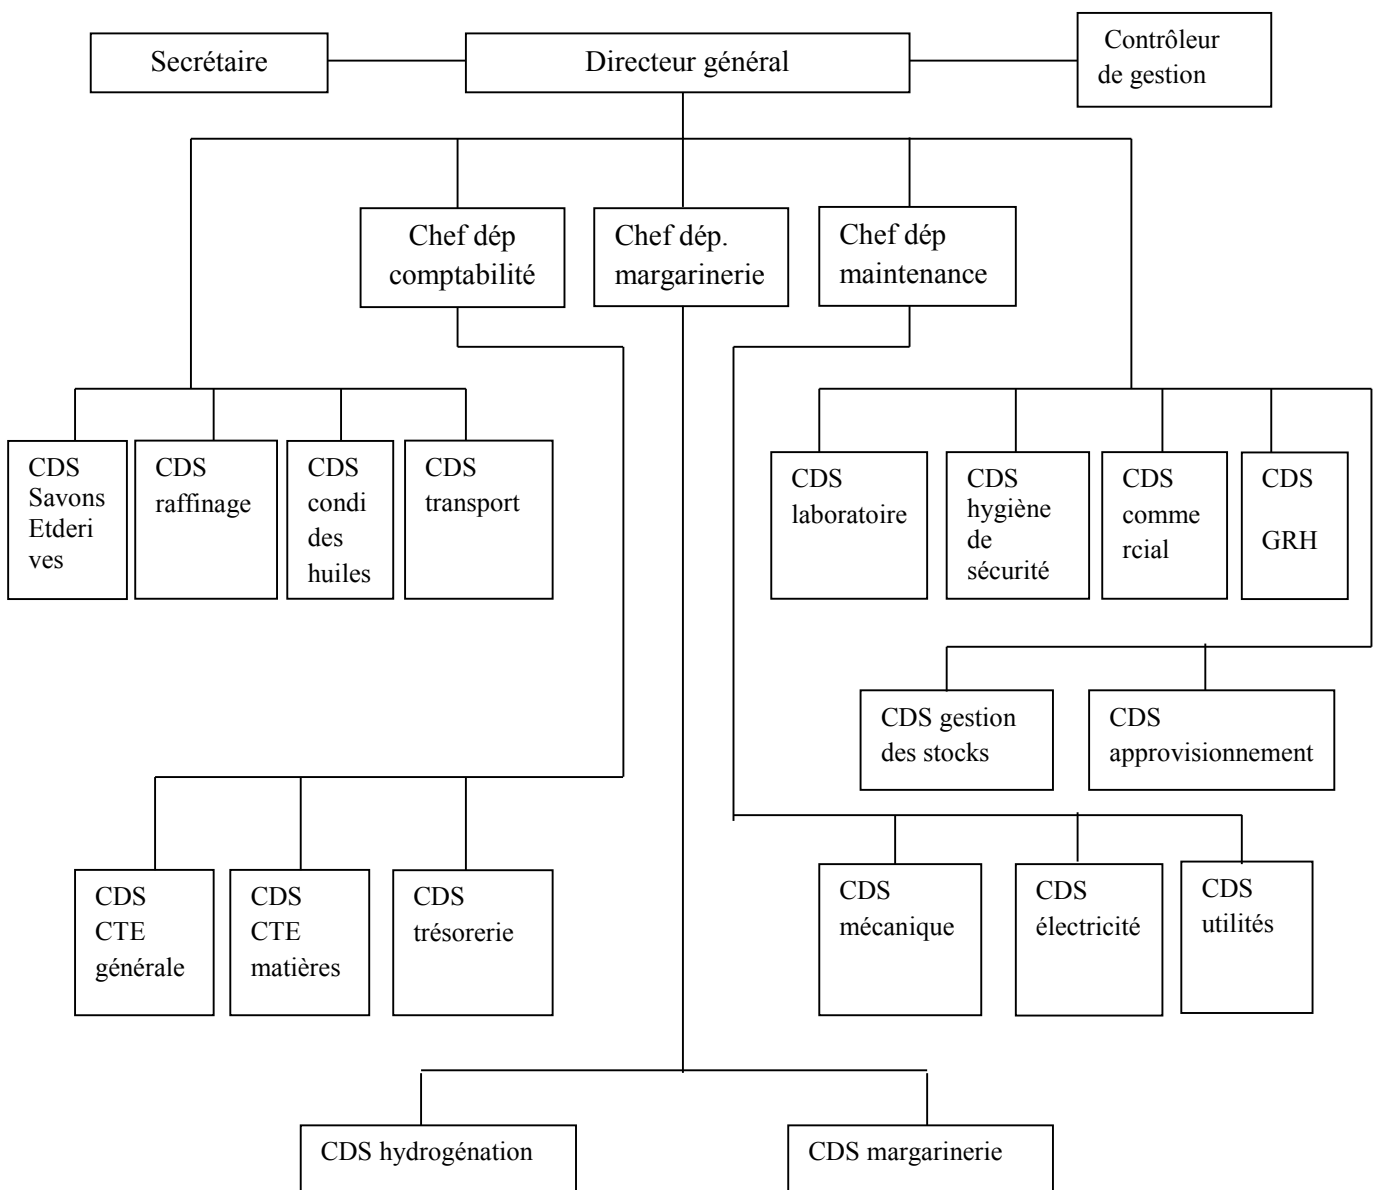 Secrétaire
Directeur général
Contrôleur
de gestion
Chef dép
comptabilité
Chef dép.
margarinerie
Chef dép
maintenance
CDS
Savons
Etderi
ves
CDS
raffinage
CDS
condi
des
huiles
CDS
transport
CDS
laboratoire
CDS
hygiène
de
sécurité
CDS
comme
rcial
CDS
GRH
CDS gestion
des stocks
CDS
approvisionnement
CDS
CTE
générale
CDS
CTE
matières
CDS
trésorerie
CDS
mécanique
CDS
électricité
CDS
utilités
CDS hydrogénation
CDS margarinerie